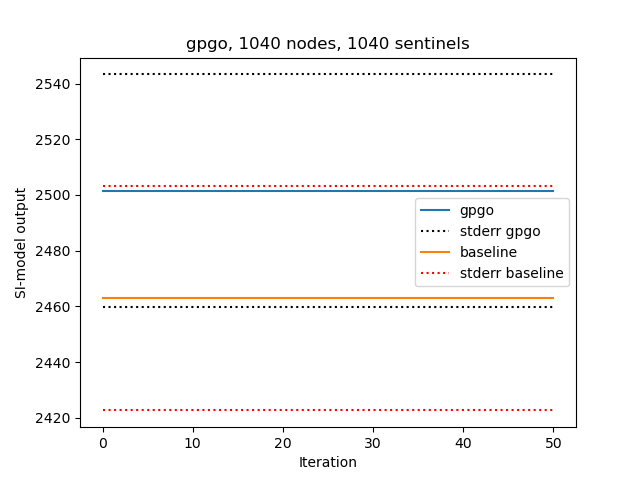 gpgo, 1040 nodes, 1040 sentinels
SI-model output
2540
2520
2500
2480
2460
2440
2420
gpgo
stderr gpgo
baseline
stderr baseline
0 10 20 30 40 50
Iteration